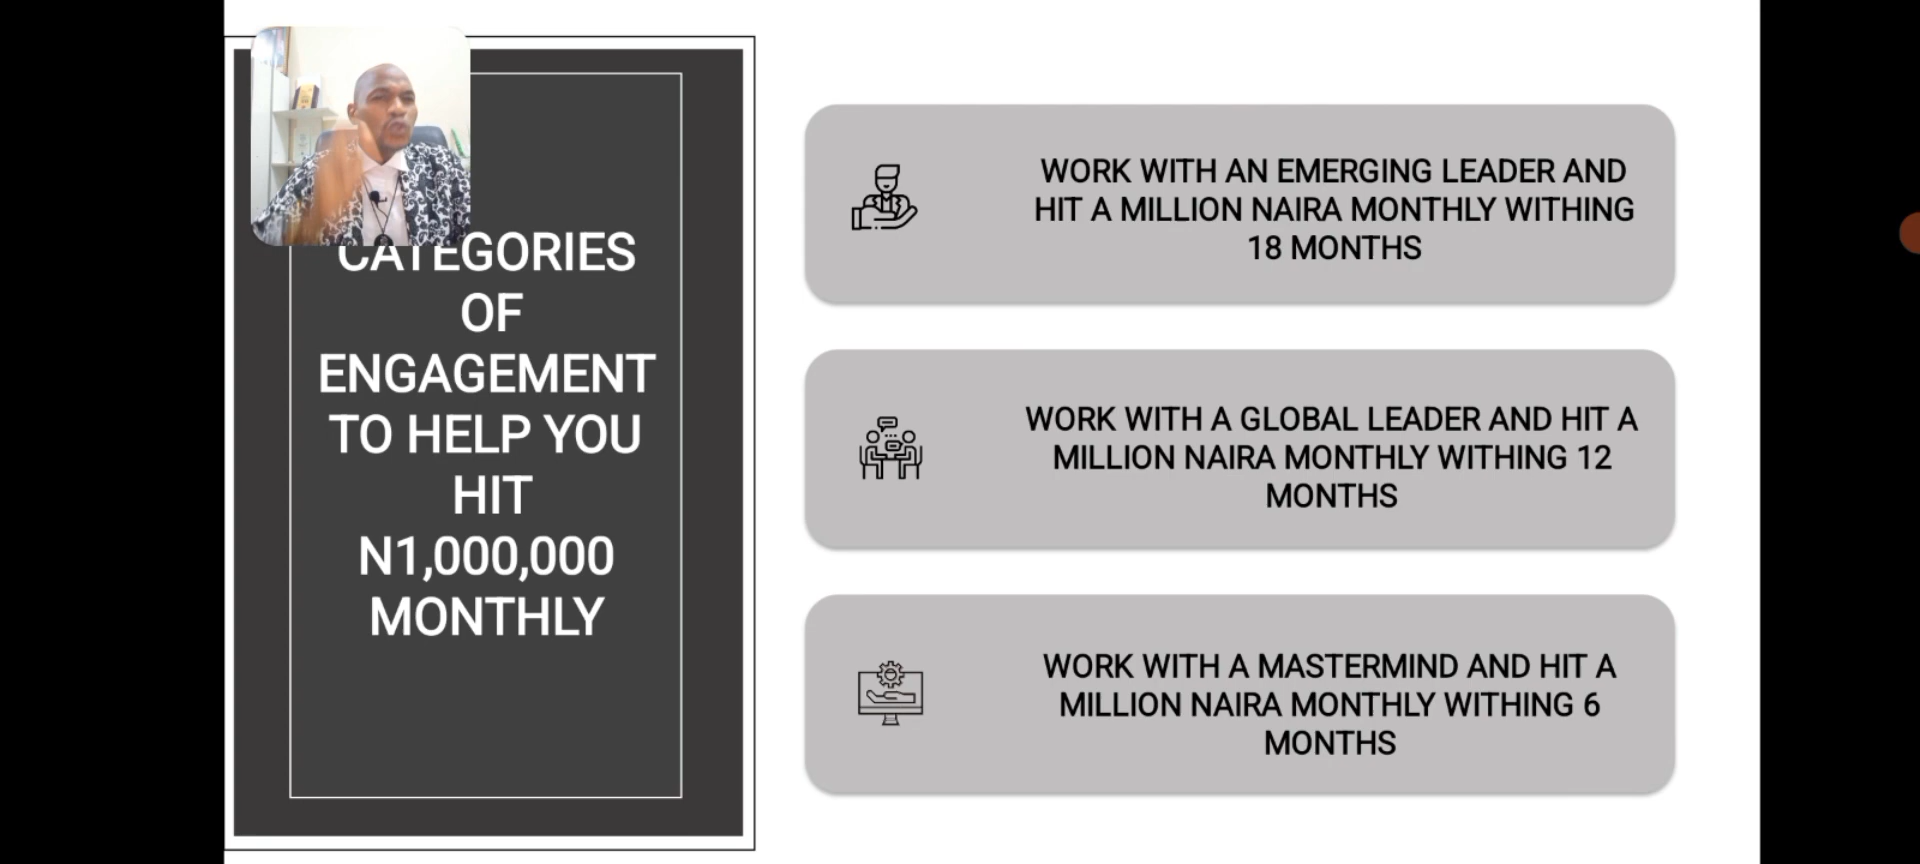 CATEGORIES
OF
ENGAGEMENT
TO HELP YOU
HIT
N1,000,000
MONTHLY
WORK WITH AN EMERGING LEADER AND
HIT A MILLION NAIRA MONTHLY WITHING
18 MONTHS
WORK WITH A GLOBAL LEADER AND HIT A
MILLION NAIRA MONTHLY WITHING 12
MONTHS
WORK WITH A MASTERMIND AND HIT A
MILLION NAIRA MONTHLY WITHING 6
MONTHS